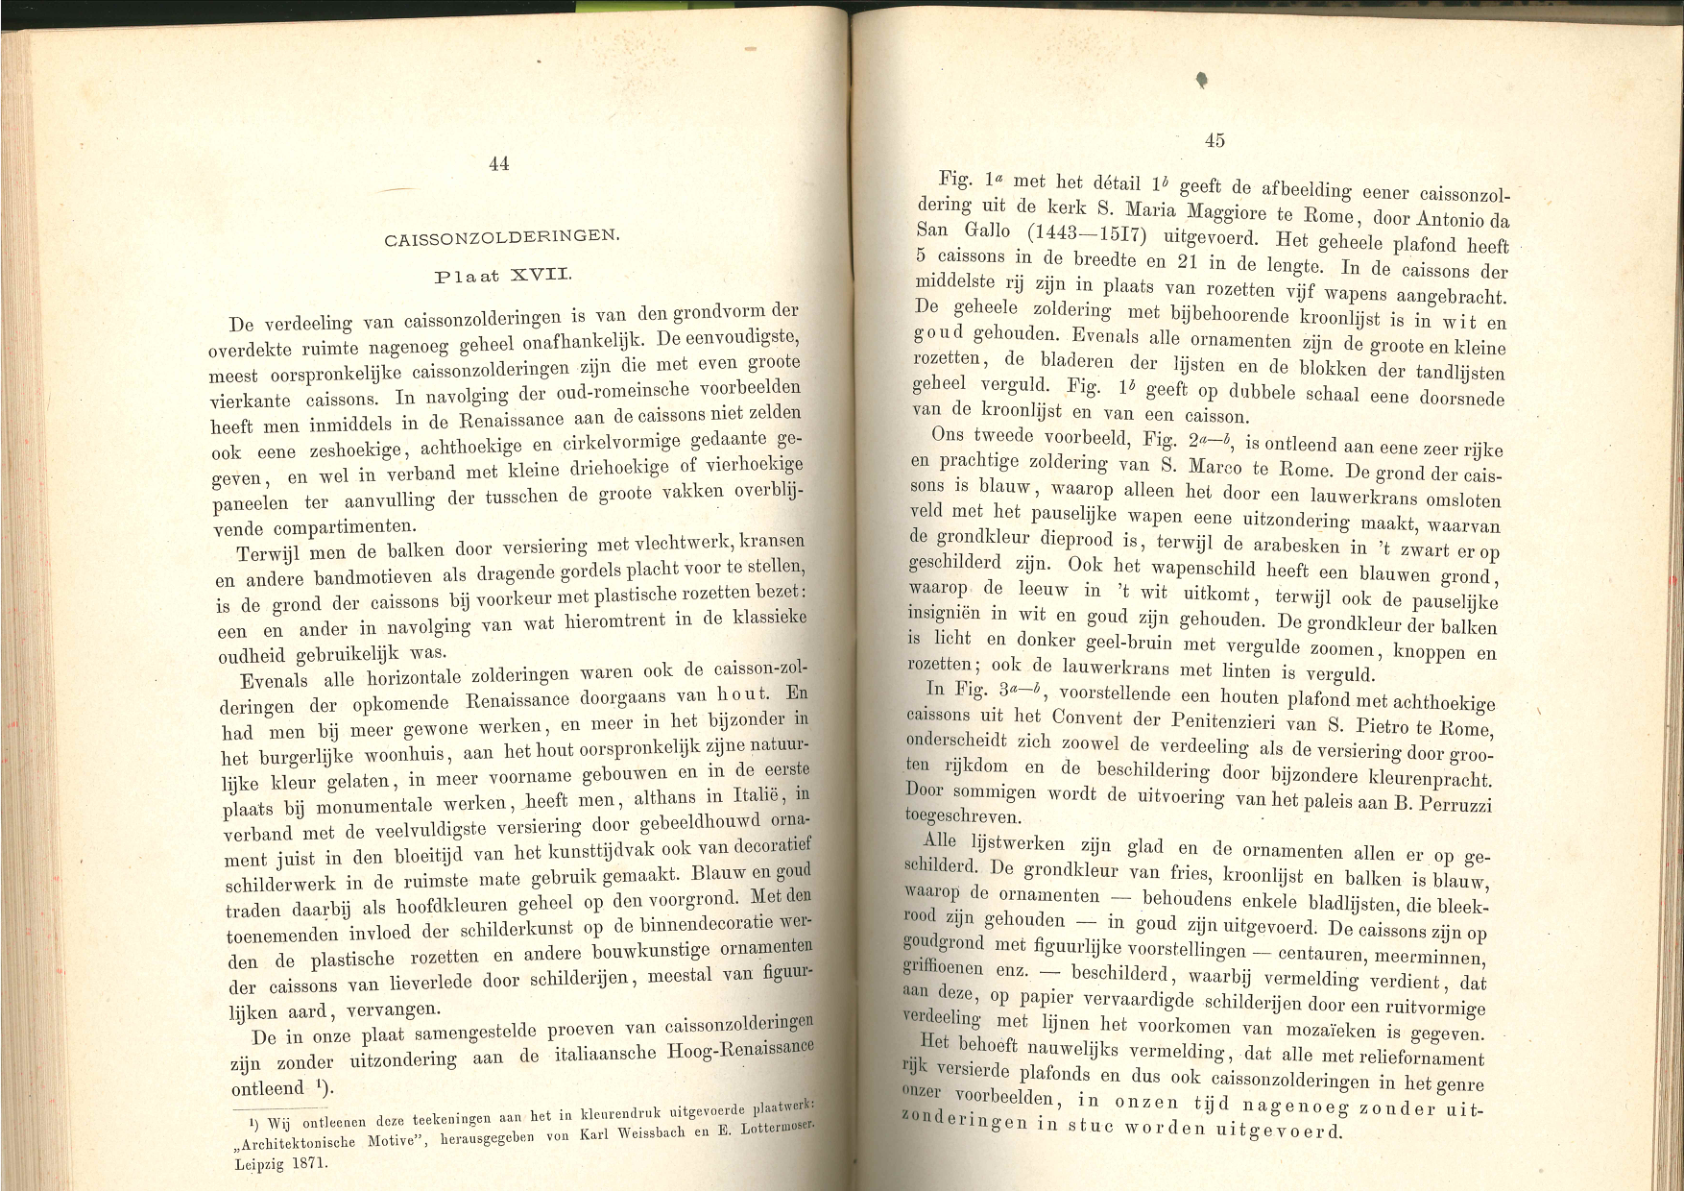 44
CAISSONZOLDERINGEN.
Plaat XVII.
De verdeeling van caissonzolderingen is van den grondvorm der
overdekte ruimte nagenoeg geheel onafhankelijk. De eenvoudigste,
meest oorspronkelijke caissonzolderingen zijn die met even groote
vierkante caissons. In navolging der oud-romeinsche voorbeelden
heeft men inmiddels in de Renaissance aan de caissons niet zelden
ook eene zeshoekige, achthoekige en cirkelvormige gedaante ge-
geven, en wel in verband met kleine driehoekige of vierhoekige
paneelen ter aanvulling der tusschen de groote vakken overblij-
vende compartimenten.
Terwijl men de balken door versiering met vlechtwerk, kransen
en andere bandmotieven als dragende gordels placht voor te stellen,
is de grond der caissons bij voorkeur met plastische rozetten bezet:
een en ander in navolging van wat hieromtrent in de klassieke
oudheid gebruikelijk was.
Evenals alle horizontale zolderingen waren ook de caisson-zol-
deringen der opkomende Renaissance doorgaans van hout. En
had men bij meer gewone werken, en meer in het bijzonder in
het burgerlijke woonhuis, aan het hout oorspronkelijk zijne natuur-
lijke kleur gelaten, in meer voorname gebouwen en in de eerste
plaats bij monumentale werken, heeft men, althans in Italië, in
verband met de veelvuldigste versiering door gebeeldhouwd orna-
ment juist in den bloeitijd van het kunsttijdvak ook van decoratief
schilderwerk in de ruimste mate gebruik gemaakt. Blauw en goud
traden daarbij als hoofdkleuren geheel op den voorgrond. Met den
toenemenden invloed der schilderkunst op de binnendecoratie wer-
den de plastische rozetten en andere bouwkunstige ornamenten
der caissons van lieverlede door schilderijen, meestal van figuur-
lijken aard, vervangen.
De in onze plaat samengestelde proeven van caissonzolderingen
zijn zonder uitzondering aan de italiaansche Hoog-Renaissance
ontleend ¹).
¹) Wij ontleenen deze teekeningen aan het in kleurendruk uitgevoerde plaatwerk:
„Architektonische Motive”, herausgegeben von Karl Weissbach en E. Lottermoser.
Leipzig 1871.
45
Fig. 1a met het détail 1b geeft de afbeelding eener caissonzol-
dering uit de kerk S. Maria Maggiore te Rome, door Antonio da
San Gallo (1443—1517) uitgevoerd. Het geheele plafond heeft
5 caissons in de breedte en 21 in de lengte. In de caissons der
middelste rij zijn in plaats van rozetten vijf wapens aangebracht.
De geheele zoldering met bijbehoorende kroonlijst is in wit en
goud gehouden. Evenals alle ornamenten zijn de groote en kleine
rozetten, de bladeren der lijsten en de blokken der tandlijsten
geheel verguld. Fig. 1b geeft op dubbele schaal eene doorsnede
van de kroonlijst en van een caisson.
Ons tweede voorbeeld, Fig. 2a—b, is ontleend aan eene zeer rijke
en prachtige zoldering van S. Marco te Rome. De grond der cais-
sons is blauw, waarop alleen het door een lauwerkrans omsloten
veld met het pauselijke wapen eene uitzondering maakt, waarvan
de grondkleur dieprood is, terwijl de arabesken in ’t zwart er op
geschilderd zijn. Ook het wapenschild heeft een blauwen grond,
waarop de leeuw in ’t wit uitkomt, terwijl ook de pauselijke
insigniën in wit en goud zijn gehouden. De grondkleur der balken
is licht en donker geel-bruin met vergulde zoomen, knoppen en
rozetten; ook de lauwerkrans met linten is verguld.
In Fig. 3a—b, voorstellende een houten plafond met achthoekige
caissons uit het Convent der Penitenzieri van S. Pietro te Rome,
onderscheidt zich zoowel de verdeeling als de versiering door groo-
ten rijkdom en de beschildering door bijzondere kleurenpracht.
Door sommigen wordt de uitvoering van het paleis aan B. Perruzzi
toegeschreven.
Alle lijstwerken zijn glad en de ornamenten allen er op ge-
schilderd. De grondkleur van fries, kroonlijst en balken is blauw,
waarop de ornamenten — behoudens enkele bladlijsten, die bleek-
rood zijn gehouden — in goud zijn uitgevoerd. De caissons zijn op
goudgrond met figuurlijke voorstellingen — centauren, meerminnen,
griffioenen enz. — beschilderd, waarbij vermelding verdient, dat
aan deze, op papier vervaardigde schilderijen door een ruitvormige
verdeeling met lijnen het voorkomen van mozaïeken is gegeven.
Het behoeft nauwelijks vermelding, dat alle met reliefornament
rijk versierde plafonds en dus ook caissonzolderingen in het genre
onzer voorbeelden, in onzen tijd nagenoeg zonder uit-
zonderingen in stuc worden uitgevoerd.